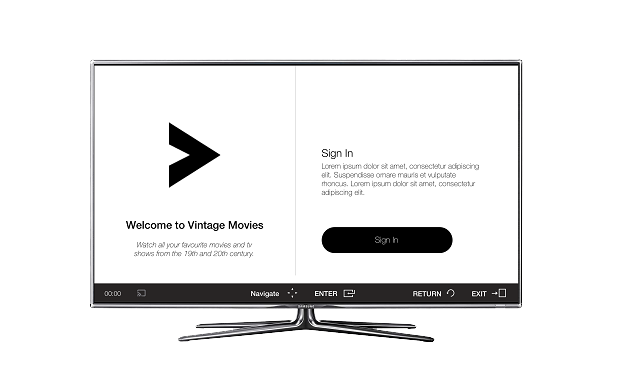 Welcome to Vintage Movies
Watch all your favourite movies and tv
shows from the 19th and 20th century.
Sign In
Lorem ipsum dolor sit amet, consectetur adipiscing
elit. Suspendisse ornare mauris et vulputate
rhoncus. Lorem ipsum dolor sit amet, consectetur
adipiscing elit.
Sign In
00:00 Navigate ENTER RETURN EXIT
SAMSUNG